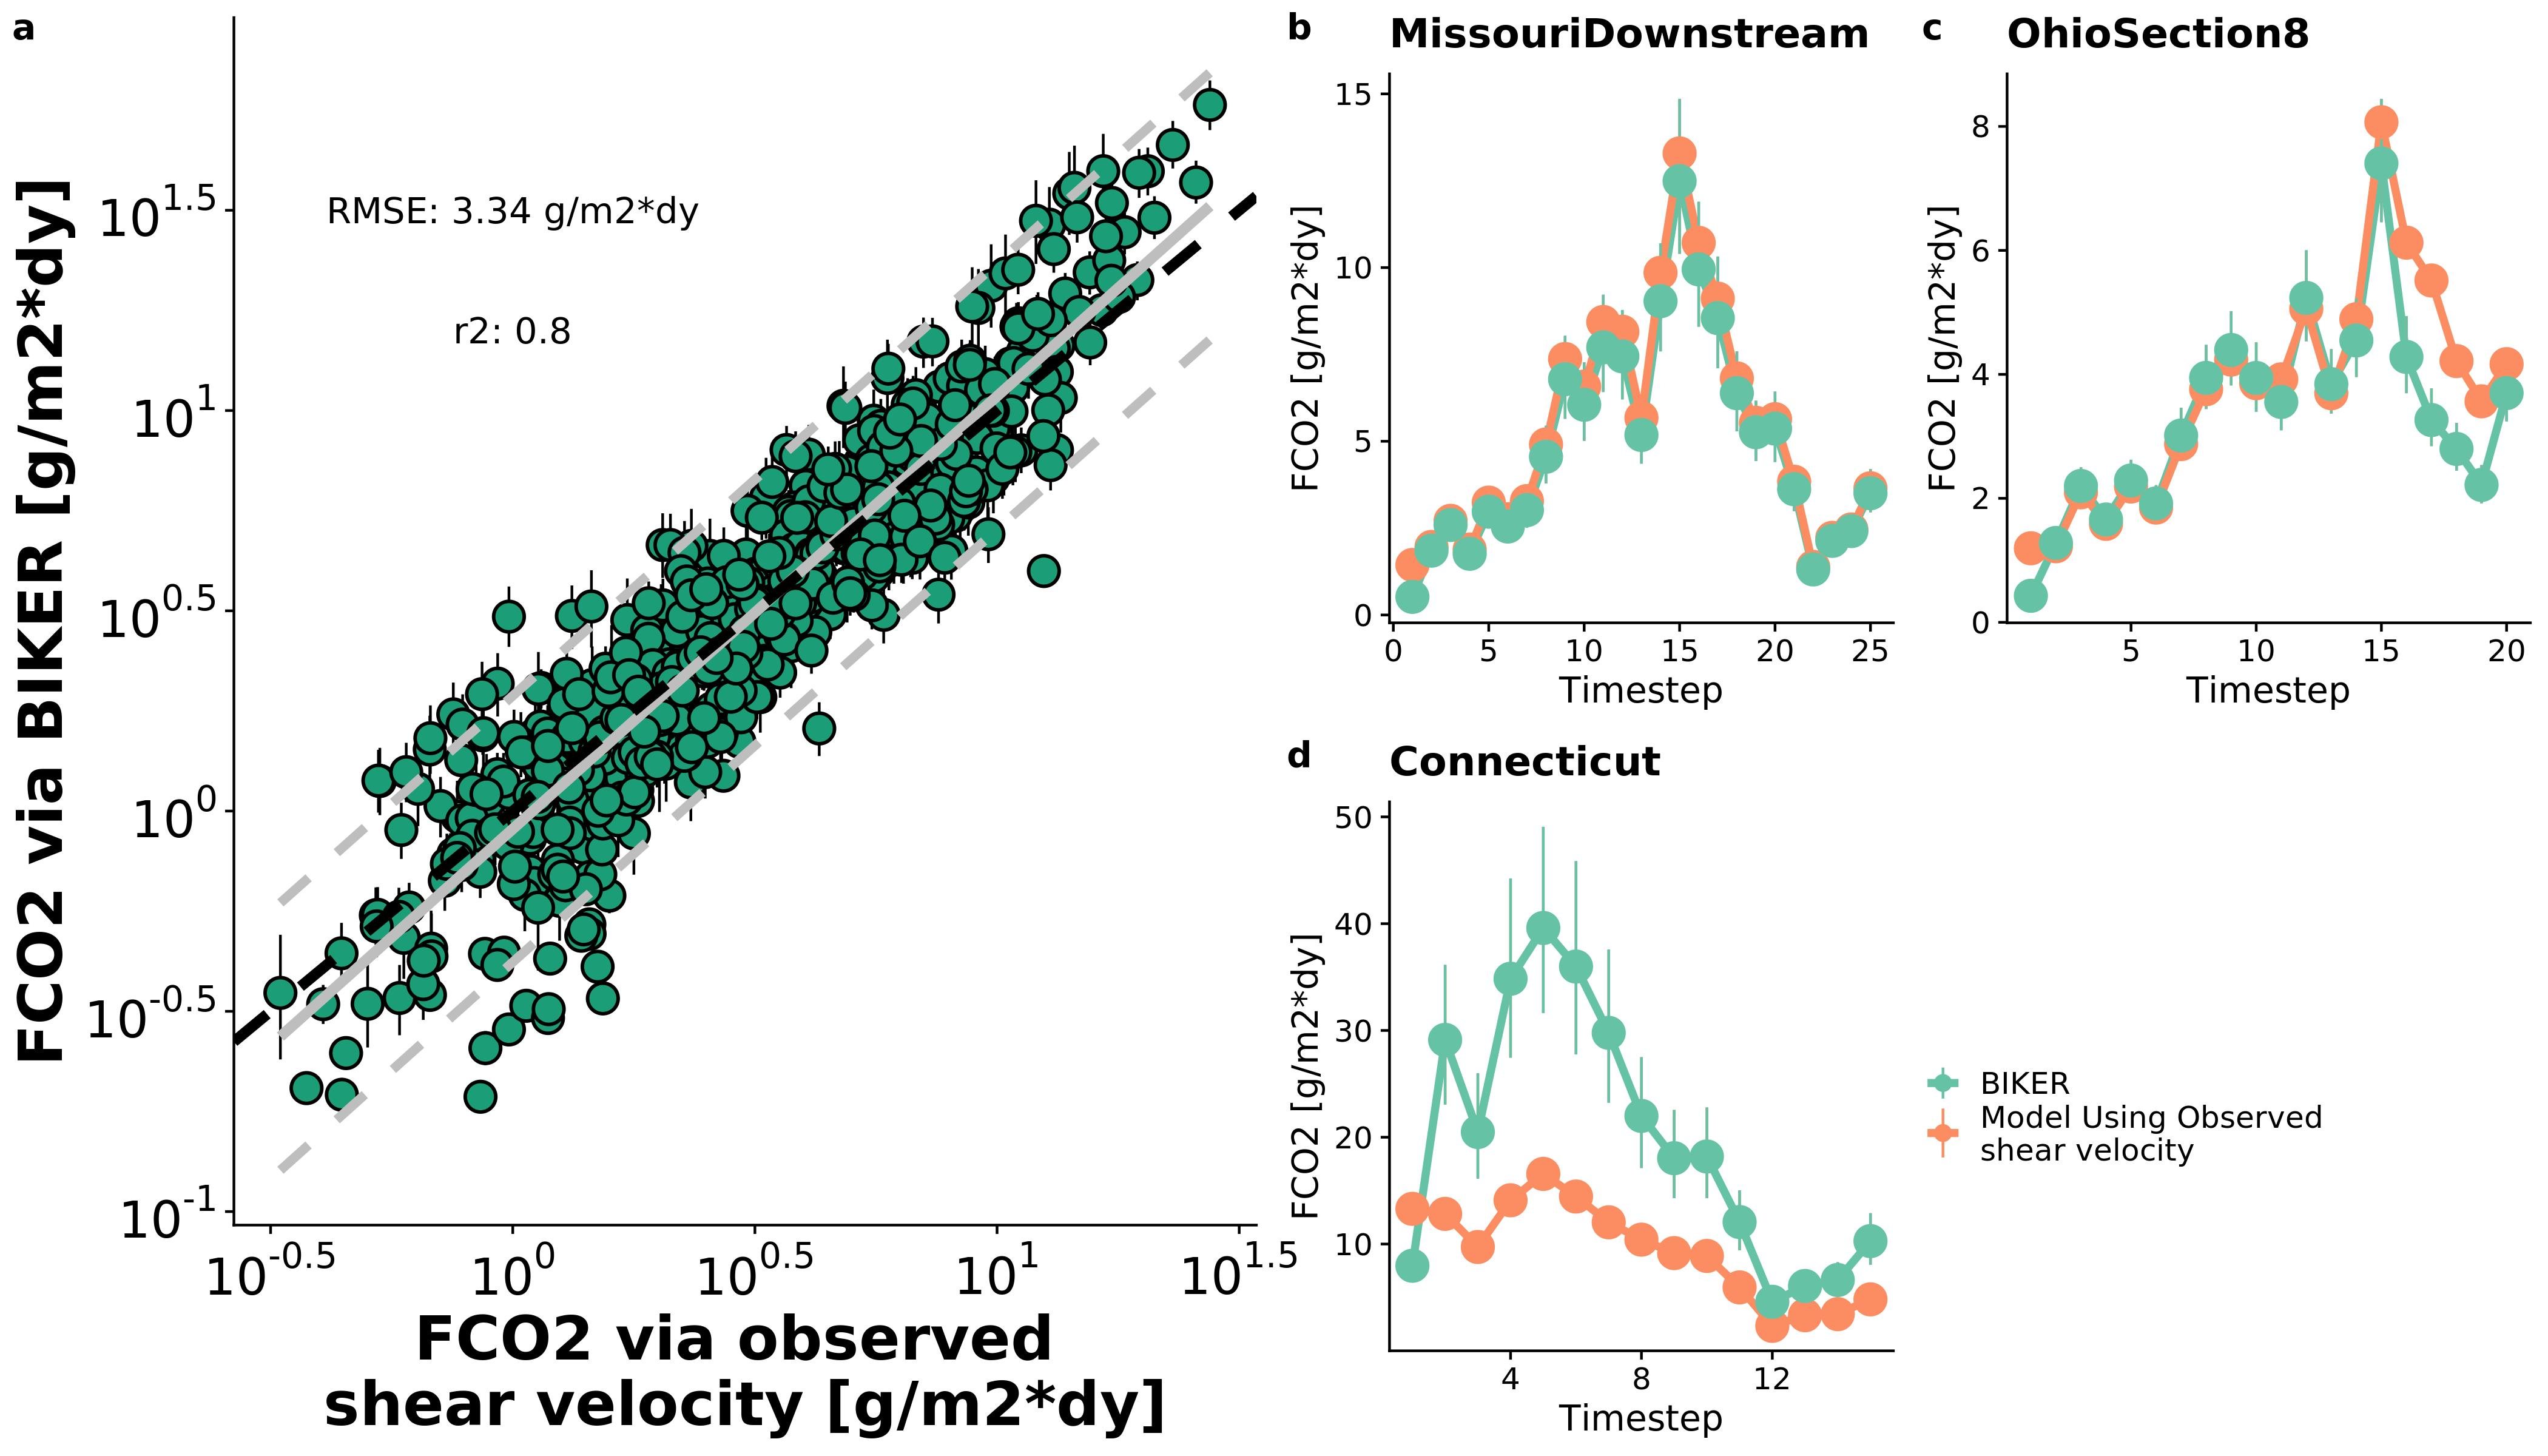 a
FCO2 via BIKER [g/m2*dy]
10^1.5
10^1
10^0.5
10^0
10^-0.5
10^-1
RMSE: 3.34 g/m2*dy
r2: 0.8
10^-0.5 10^0 10^0.5 10^1 10^1.5
FCO2 via observed
shear velocity [g/m2*dy]
b MissouriDownstream
FCO2 [g/m2*dy]
15
10
5
0
0 5 10 15 20 25
Timestep
c OhioSection8
FCO2 [g/m2*dy]
8
6
4
2
0
5 10 15 20
Timestep
d Connecticut
FCO2 [g/m2*dy]
50
40
30
20
10
4 8 12
Timestep
BIKER
Model Using Observed
shear velocity